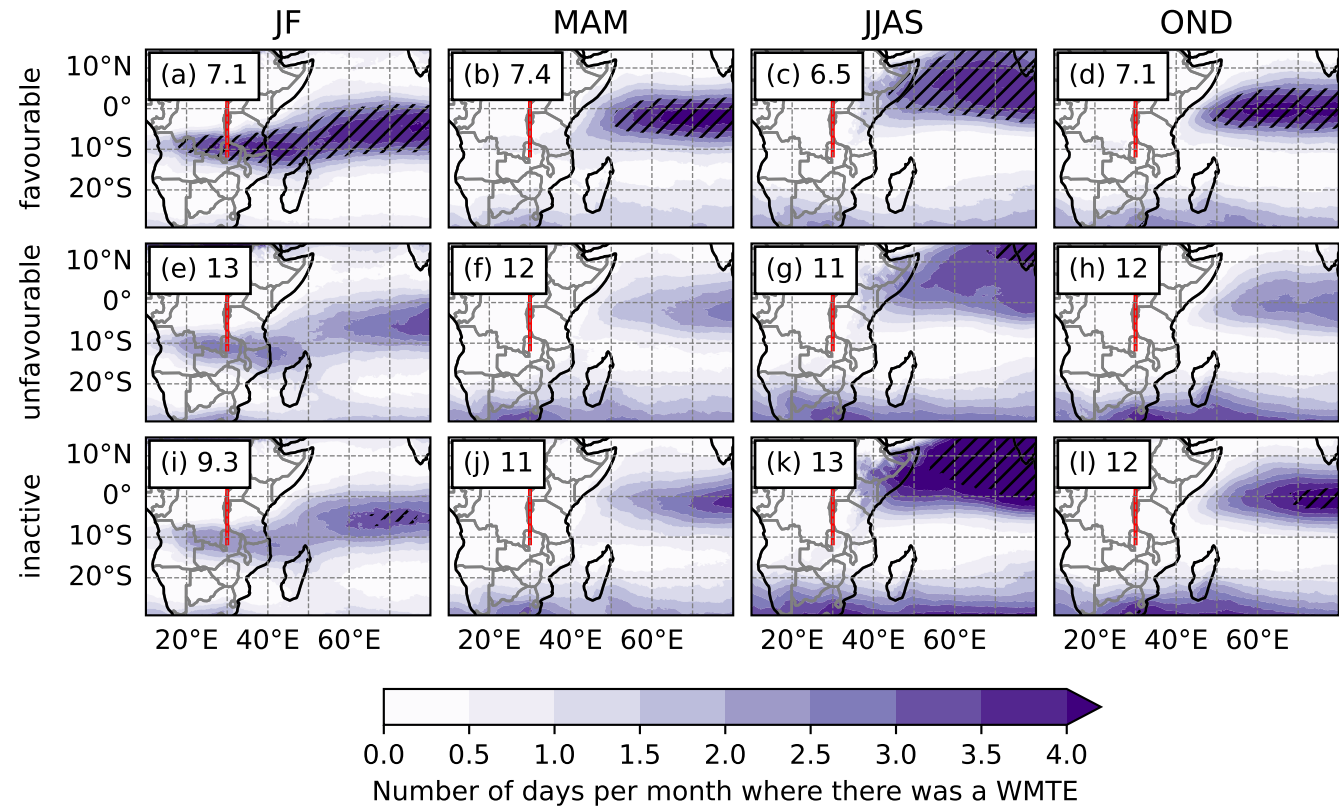 JF MAM JJAS OND
favourable
10°N (a) 7.1 (b) 7.4 (c) 6.5 (d) 7.1
0°
10°S
20°S
unfavourable
10°N (e) 13 (f) 12 (g) 11 (h) 12
0°
10°S
20°S
inactive
10°N (i) 9.3 (j) 11 (k) 13 (l) 12
0°
10°S
20°S
20°E 40°E 60°E 20°E 40°E 60°E 20°E 40°E 60°E 20°E 40°E 60°E
0.0 0.5 1.0 1.5 2.0 2.5 3.0 3.5 4.0
Number of days per month where there was a WMTE